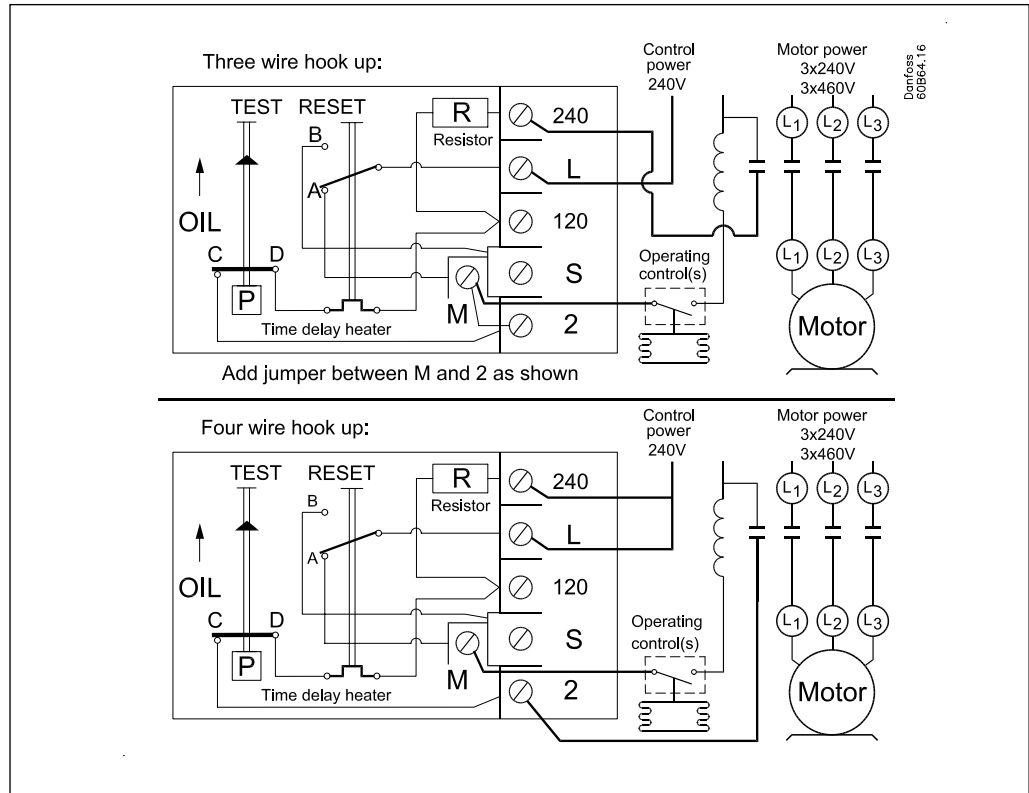 Three wire hook up:
Control
power
240V
Motor power
3x240V
3x460V
Danfoss
60B64.16
TEST
RESET
B
R
Resistor
240
L1
L2
L3
A
L
OIL
120
C
D
Operating
control(s)
S
L1
L2
L3
P
M
Time delay heater
2
Motor
Add jumper between M and 2 as shown
Four wire hook up:
Control
power
240V
Motor power
3x240V
3x460V
TEST
RESET
B
R
Resistor
240
L1
L2
L3
A
L
OIL
120
C
D
Operating
control(s)
S
L1
L2
L3
P
M
Time delay heater
2
Motor